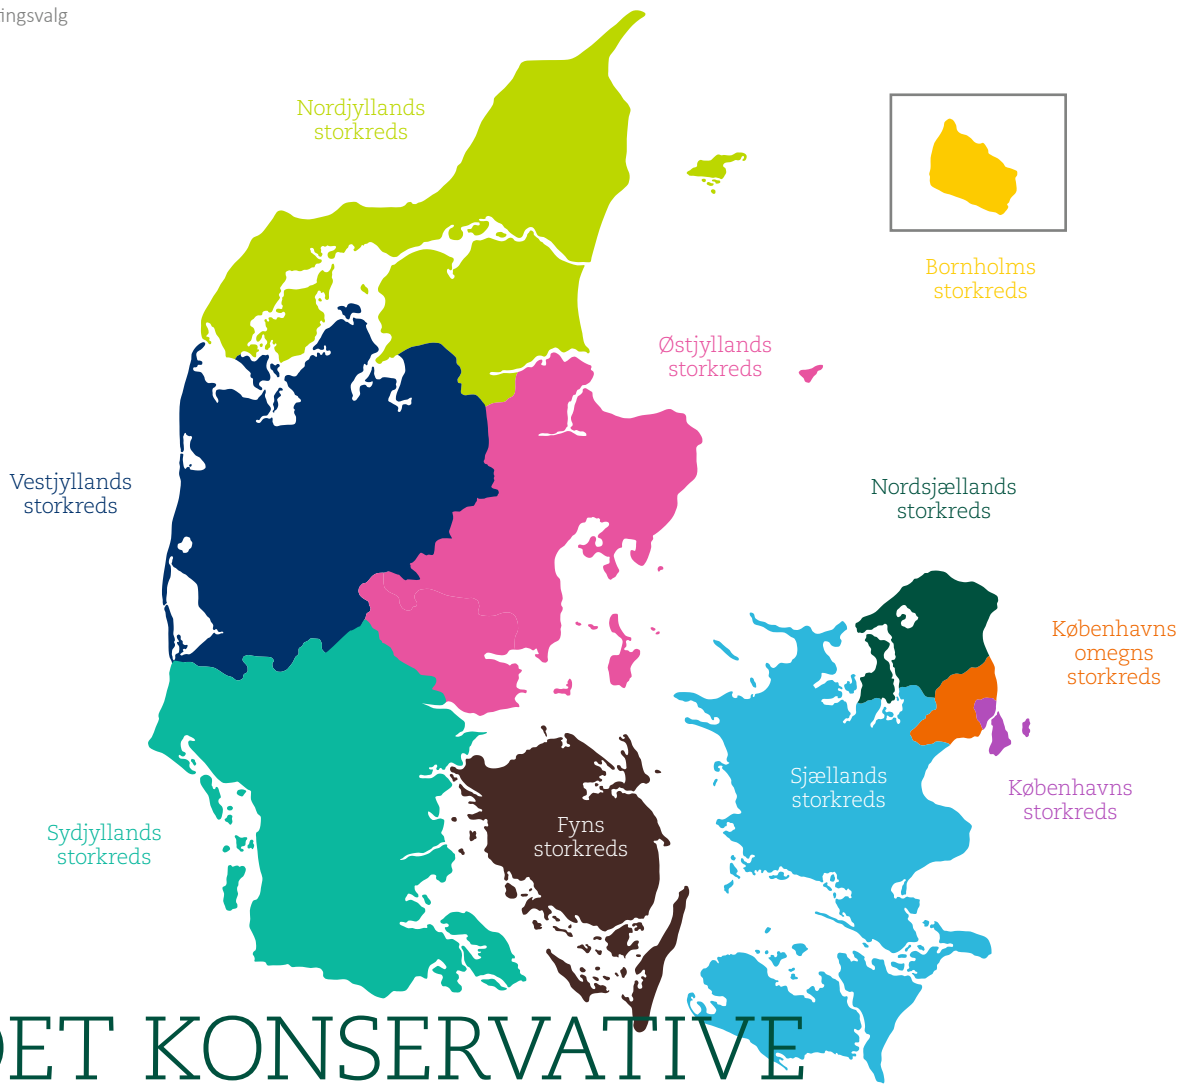 ingsvalg
Nordjyllands
storkreds
Bornholms
storkreds
Østjyllands
storkreds
Vestjyllands
storkreds
Nordsjællands
storkreds
Københavns
omegns
storkreds
Sjællands
storkreds
Københavns
storkreds
Sydjyllands
storkreds
Fyns
storkreds
DET KONSERVATIVE